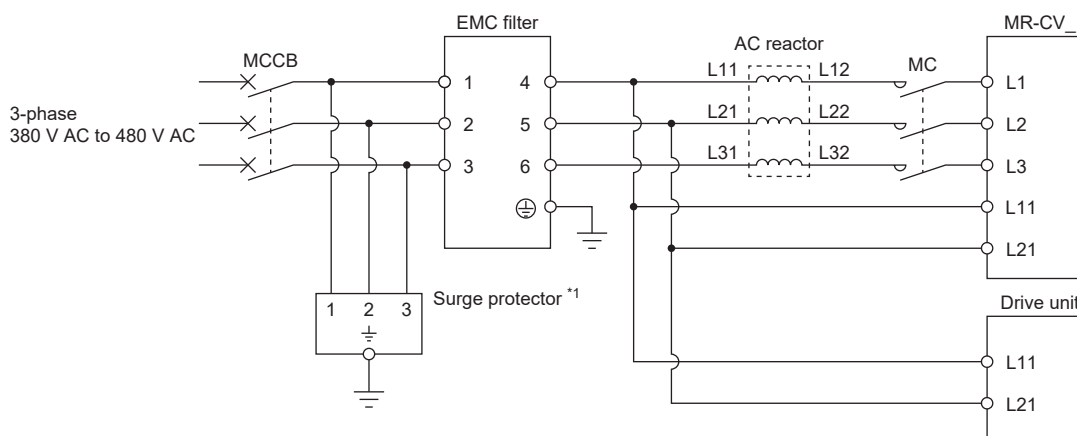 EMC filter
MR-CV_
MCCB
AC reactor
MC
3-phase
380 V AC to 480 V AC
1
2
3
4
5
6
L11
L12
L21
L22
L31
L32
L1
L2
L3
L11
L21
1 2 3
Surge protector *1
Drive unit
L11
L21